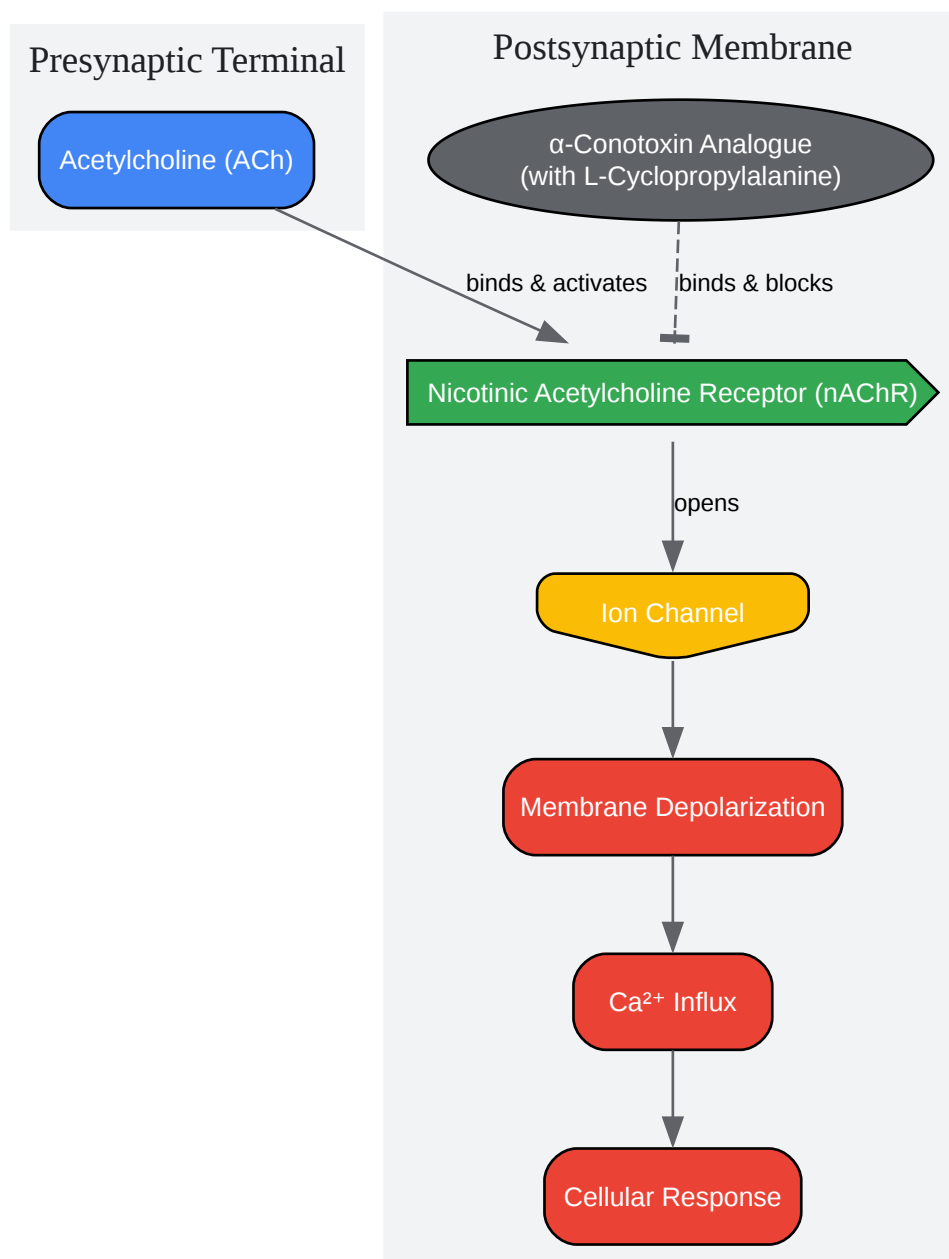 Presynaptic Terminal
Postsynaptic Membrane
Acetylcholine (ACh)
α-Conotoxin Analogue
(with L-Cyclopropylalanine)
binds & activates
binds & blocks
Nicotinic Acetylcholine Receptor (nAChR)
opens
Ion Channel
Membrane Depolarization
Ca²⁺ Influx
Cellular Response